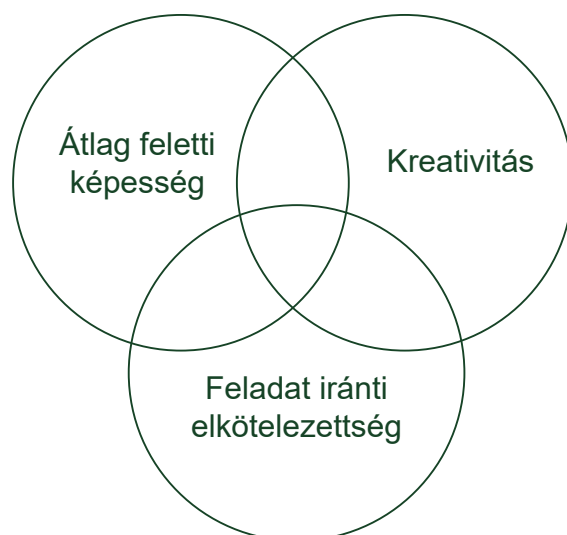 Átlag feletti
képesség
Kreativitás
Feladat iránti
elkötelezettség